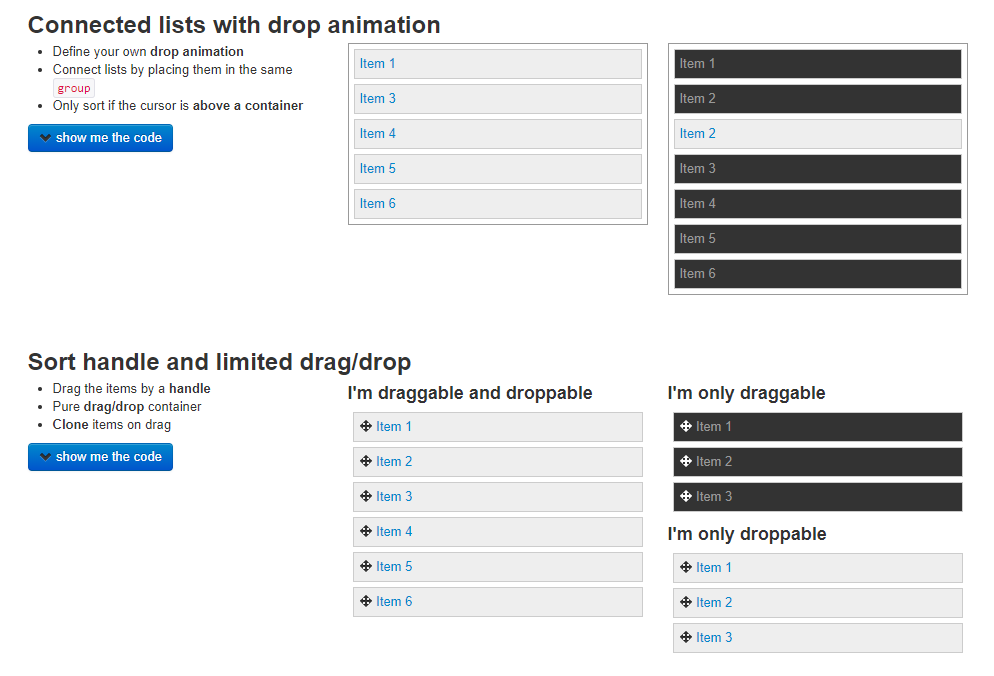 Connected lists with drop animation
Define your own drop animation
Connect lists by placing them in the same
group
Only sort if the cursor is above a container
show me the code
Item 1
Item 3
Item 4
Item 5
Item 6
Item 1
Item 2
Item 2
Item 3
Item 4
Item 5
Item 6
Sort handle and limited drag/drop
Drag the items by a handle
Pure drag/drop container
Clone items on drag
show me the code
I'm draggable and droppable
Item 1
Item 2
Item 3
Item 4
Item 5
Item 6
I'm only draggable
Item 1
Item 2
Item 3
I'm only droppable
Item 1
Item 2
Item 3